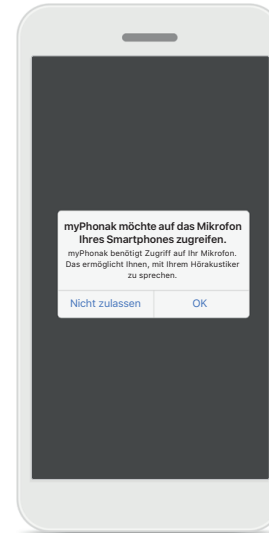 myPhonak möchte auf das Mikrofon
Ihres Smartphones zugreifen.
myPhonak benötigt Zugriff auf Ihr Mikrofon.
Das ermöglicht Ihnen, mit Ihrem Hörakustiker
zu sprechen.
Nicht zulassen OK